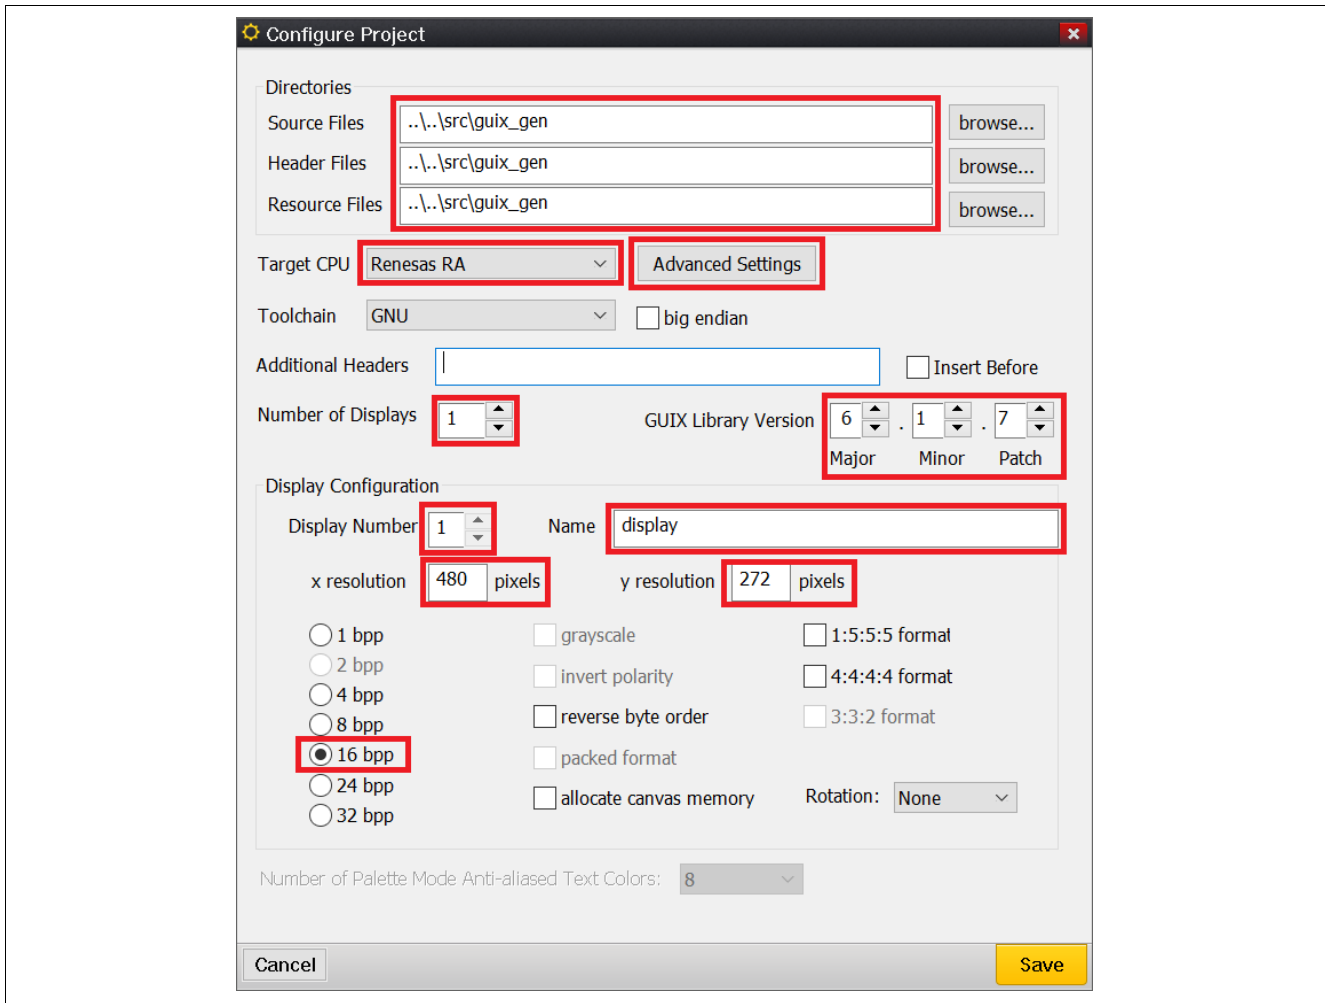 Configure Project
Directories
Source Files ..\..\src\guix_gen browse...
Header Files ..\..\src\guix_gen browse...
Resource Files ..\..\src\guix_gen browse...
Target CPU Renesas RA Advanced Settings
Toolchain GNU big endian
Additional Headers Insert Before
Number of Displays 1 GUIX Library Version 6 . 1 . 7
Major Minor Patch
Display Configuration
Display Number 1 Name display
x resolution 480 pixels y resolution 272 pixels
1 bpp grayscale 1:5:5:5 format
2 bpp invert polarity 4:4:4:4 format
4 bpp reverse byte order 3:3:2 format
8 bpp packed format
16 bpp allocate canvas memory Rotation: None
24 bpp
32 bpp
Number of Palette Mode Anti-aliased Text Colors: 8
Cancel Save